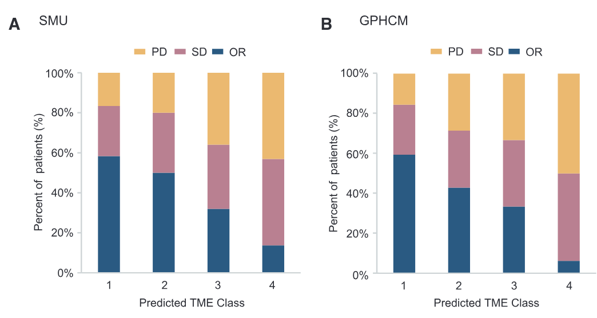 A SMU
PD SD OR
100%
80%
60%
40%
20%
0%
Percent of patients (%)
1 2 3 4
Predicted TME Class
B GPHCM
PD SD OR
100%
80%
60%
40%
20%
0%
Percent of patients (%)
1 2 3 4
Predicted TME Class